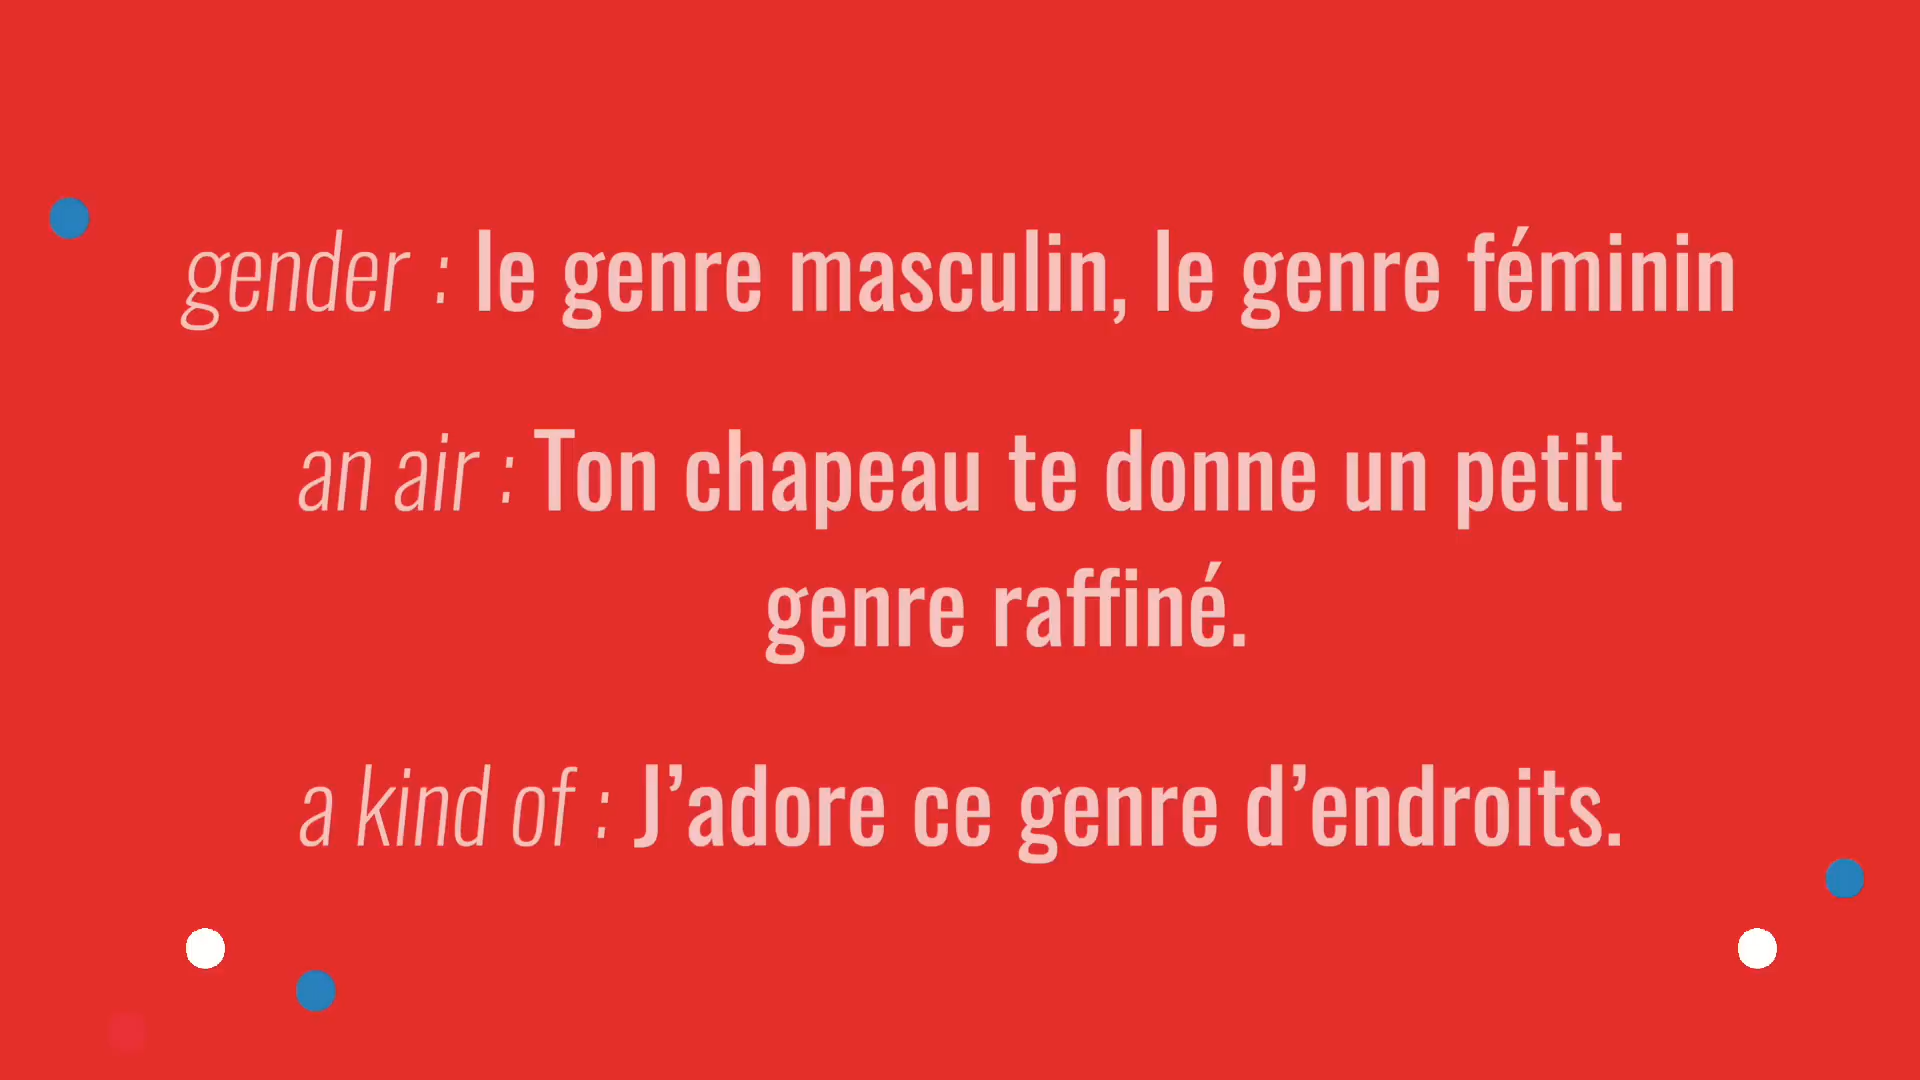 gender : le genre masculin, le genre féminin
an air : Ton chapeau te donne un petit
genre raffiné.
a kind of : J’adore ce genre d’endroits.